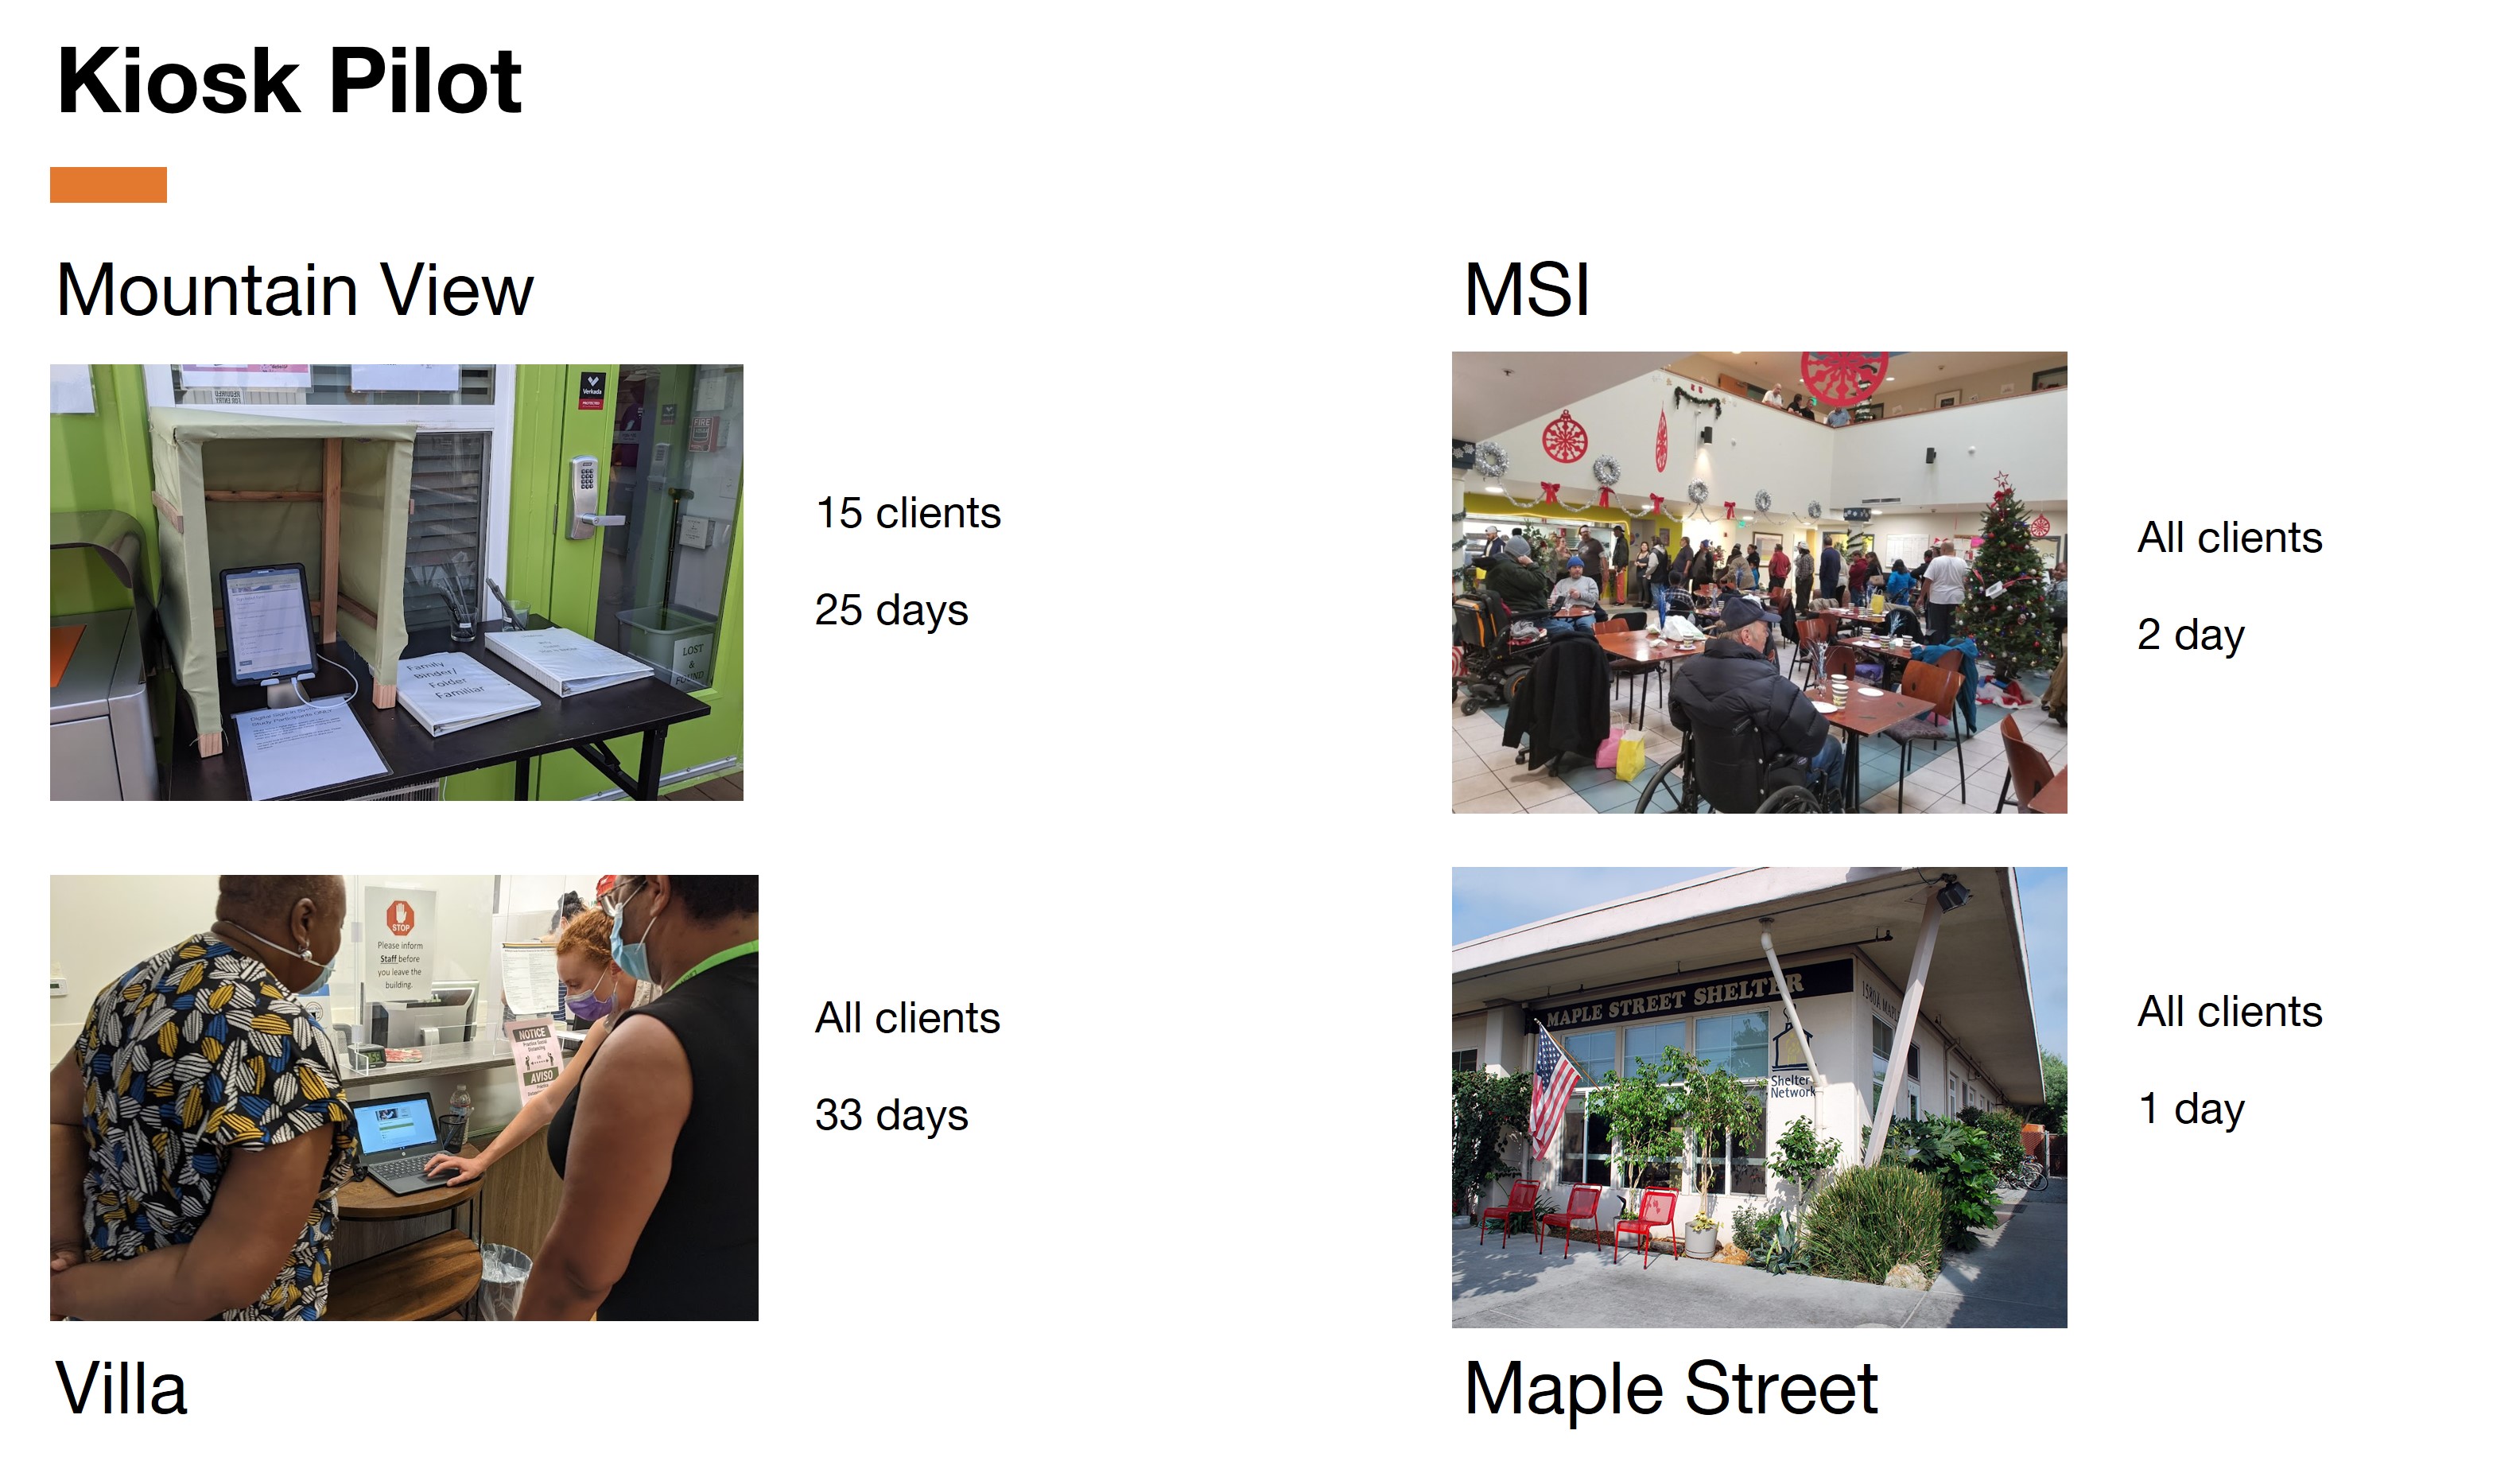 Kiosk Pilot
Mountain View
MSI
Verkada
FIRE
LOST
&
FOUND
Family
Binder/
Folder
Familiar
15 clients
25 days
All clients
2 day
STOP
Please inform
Staff before
you leave the
building.
NOTICE
AVISO
All clients
33 days
MAPLE STREET SHELTER
Shelter
Network
All clients
1 day
Villa
Maple Street